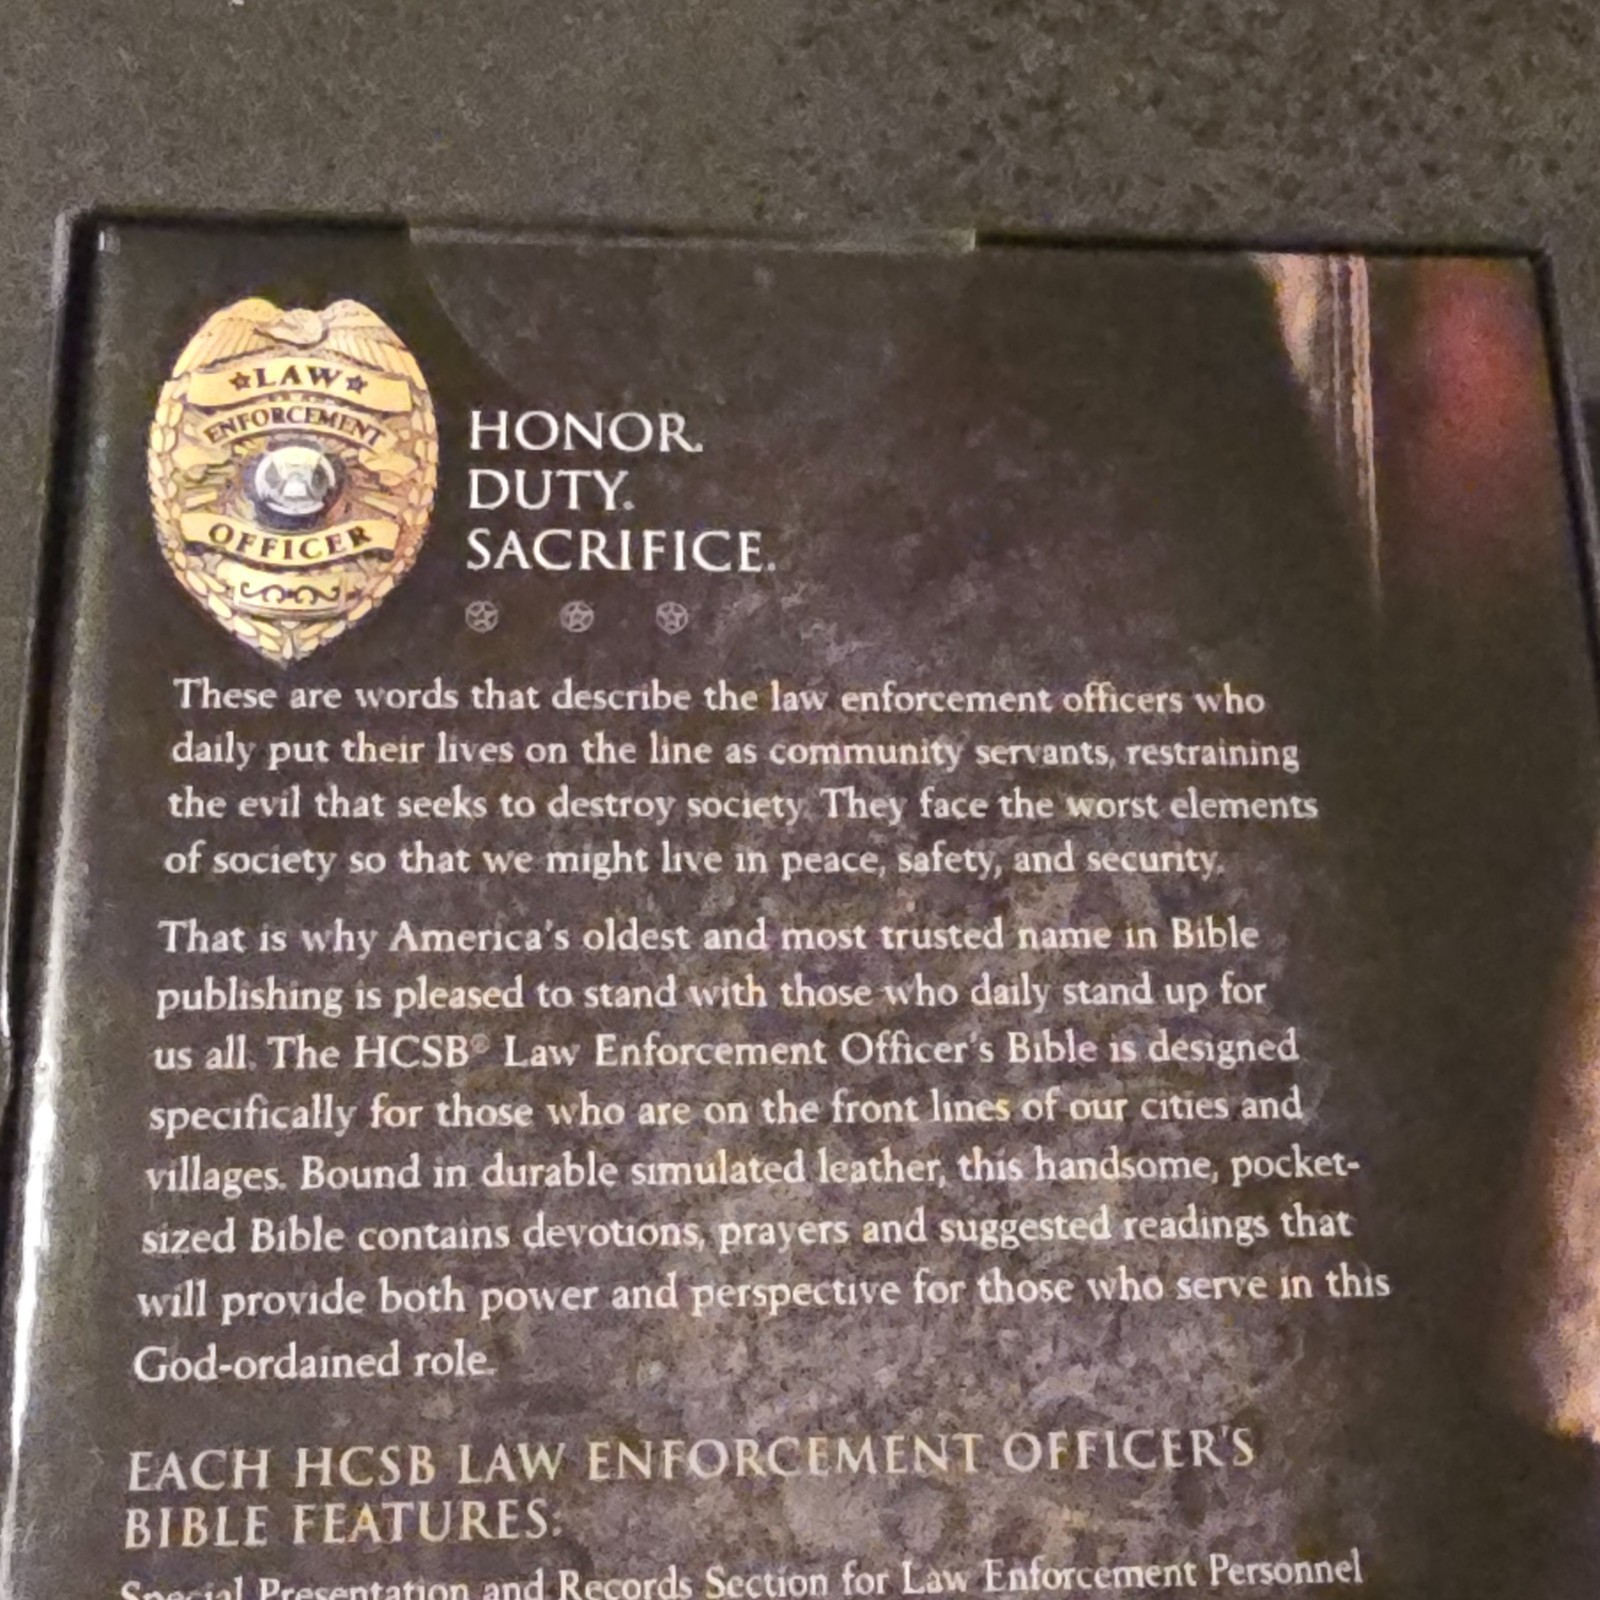 ★LAW★
ENFORCEMENT
OFFICER
HONOR.
DUTY.
SACRIFICE.
These are words that describe the law enforcement officers who
daily put their lives on the line as community servants, restraining
the evil that seeks to destroy society. They face the worst elements
of society so that we might live in peace, safety, and security.
That is why America's oldest and most trusted name in Bible
publishing is pleased to stand with those who daily stand up for
us all. The HCSB® Law Enforcement Officer's Bible is designed
specifically for those who are on the front lines of our cities and
villages. Bound in durable simulated leather, this handsome, pocket-
sized Bible contains devotions, prayers and suggested readings that
will provide both power and perspective for those who serve in this
God-ordained role.
EACH HCSB LAW ENFORCEMENT OFFICER'S
BIBLE FEATURES:
Special Presentation and Records Section for Law Enforcement Personnel